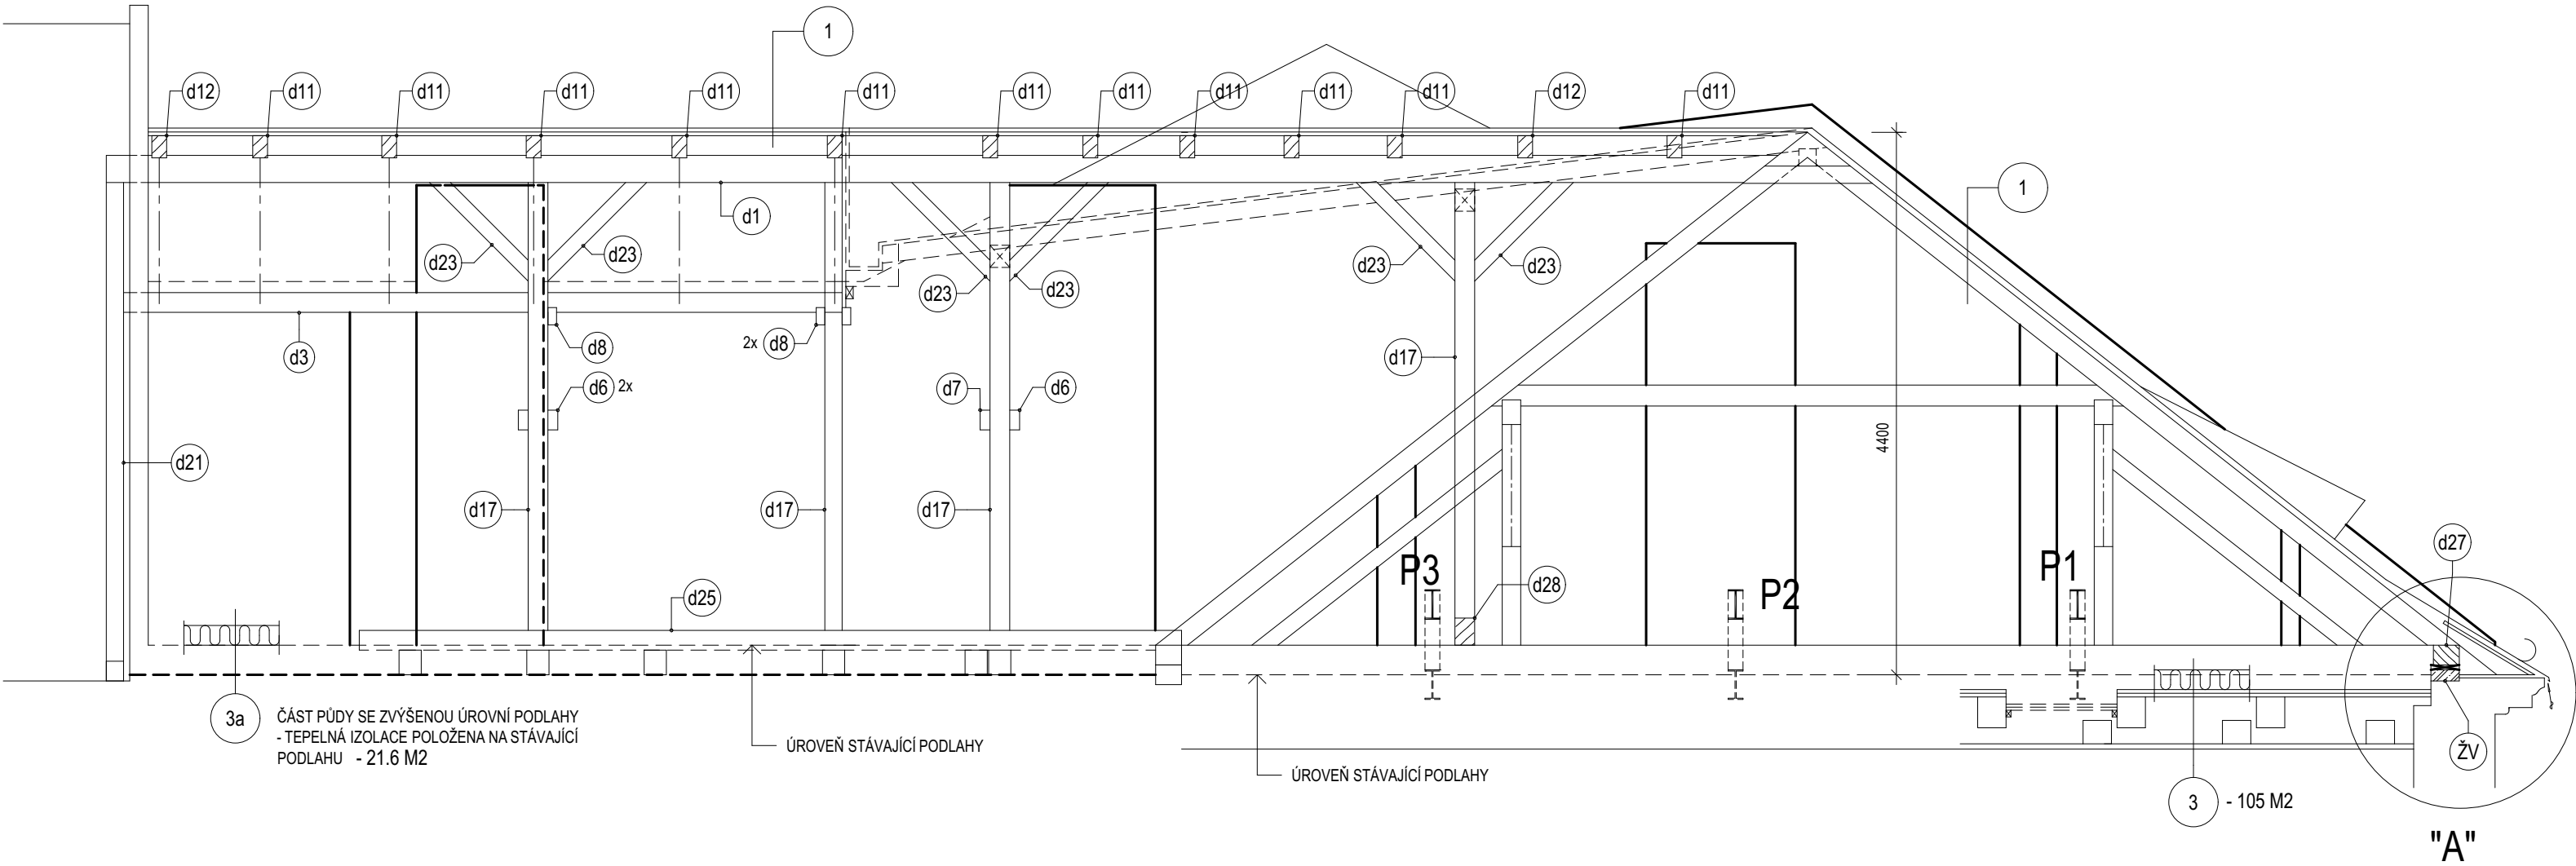 1
d12
d11
d11
d11
d11
d11
d11
d11
d11
d11
d11
d12
d11
1
d1
d23
d23
d23
d23
d23
d23
d3
d8
2x d8
d17
d6 2x
d7
d6
4400
d21
d17
d17
d17
P3
P2
P1
d28
d27
d25
3a
ČÁST PŮDY SE ZVÝŠENOU ÚROVNÍ PODLAHY
- TEPELNÁ IZOLACE POLOŽENA NA STÁVAJÍCÍ
PODLAHU - 21.6 M2
ÚROVEŇ STÁVAJÍCÍ PODLAHY
ÚROVEŇ STÁVAJÍCÍ PODLAHY
ŽV
3 - 105 M2
"A"